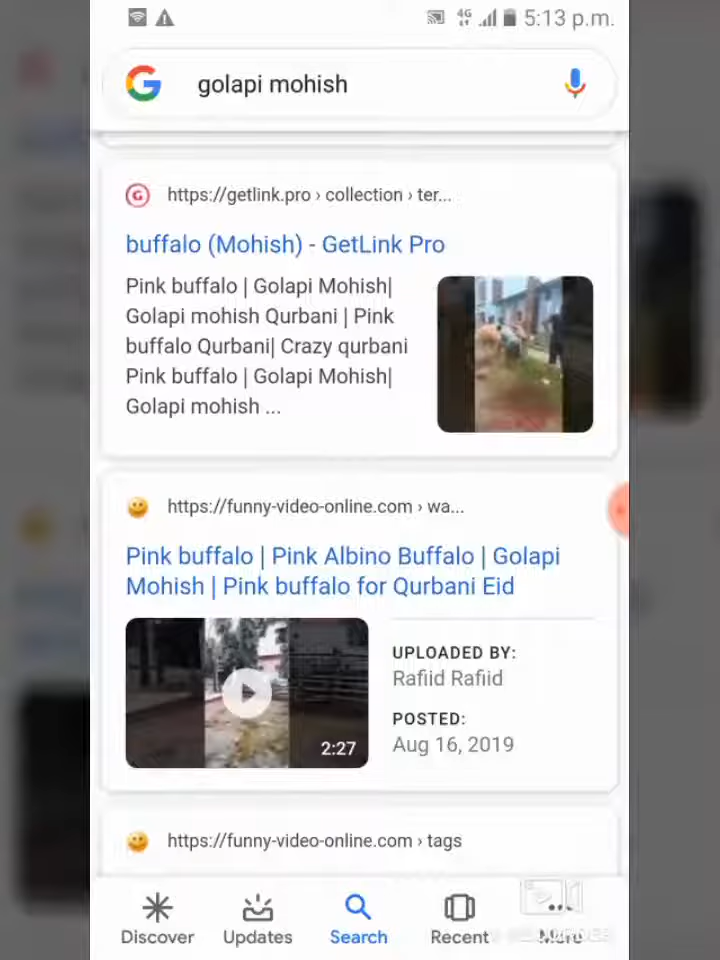 4G 5:13 p.m.
golapi mohish
https://getlink.pro › collection › ter...
buffalo (Mohish) - GetLink Pro
Pink buffalo | Golapi Mohish|
Golapi mohish Qurbani | Pink
buffalo Qurbani| Crazy qurbani
Pink buffalo | Golapi Mohish|
Golapi mohish ...
https://funny-video-online.com › wa...
Pink buffalo | Pink Albino Buffalo | Golapi
Mohish | Pink buffalo for Qurbani Eid
2:27
UPLOADED BY:
Rafiid Rafiid
POSTED:
Aug 16, 2019
https://funny-video-online.com › tags
Discover Updates Search Recent More